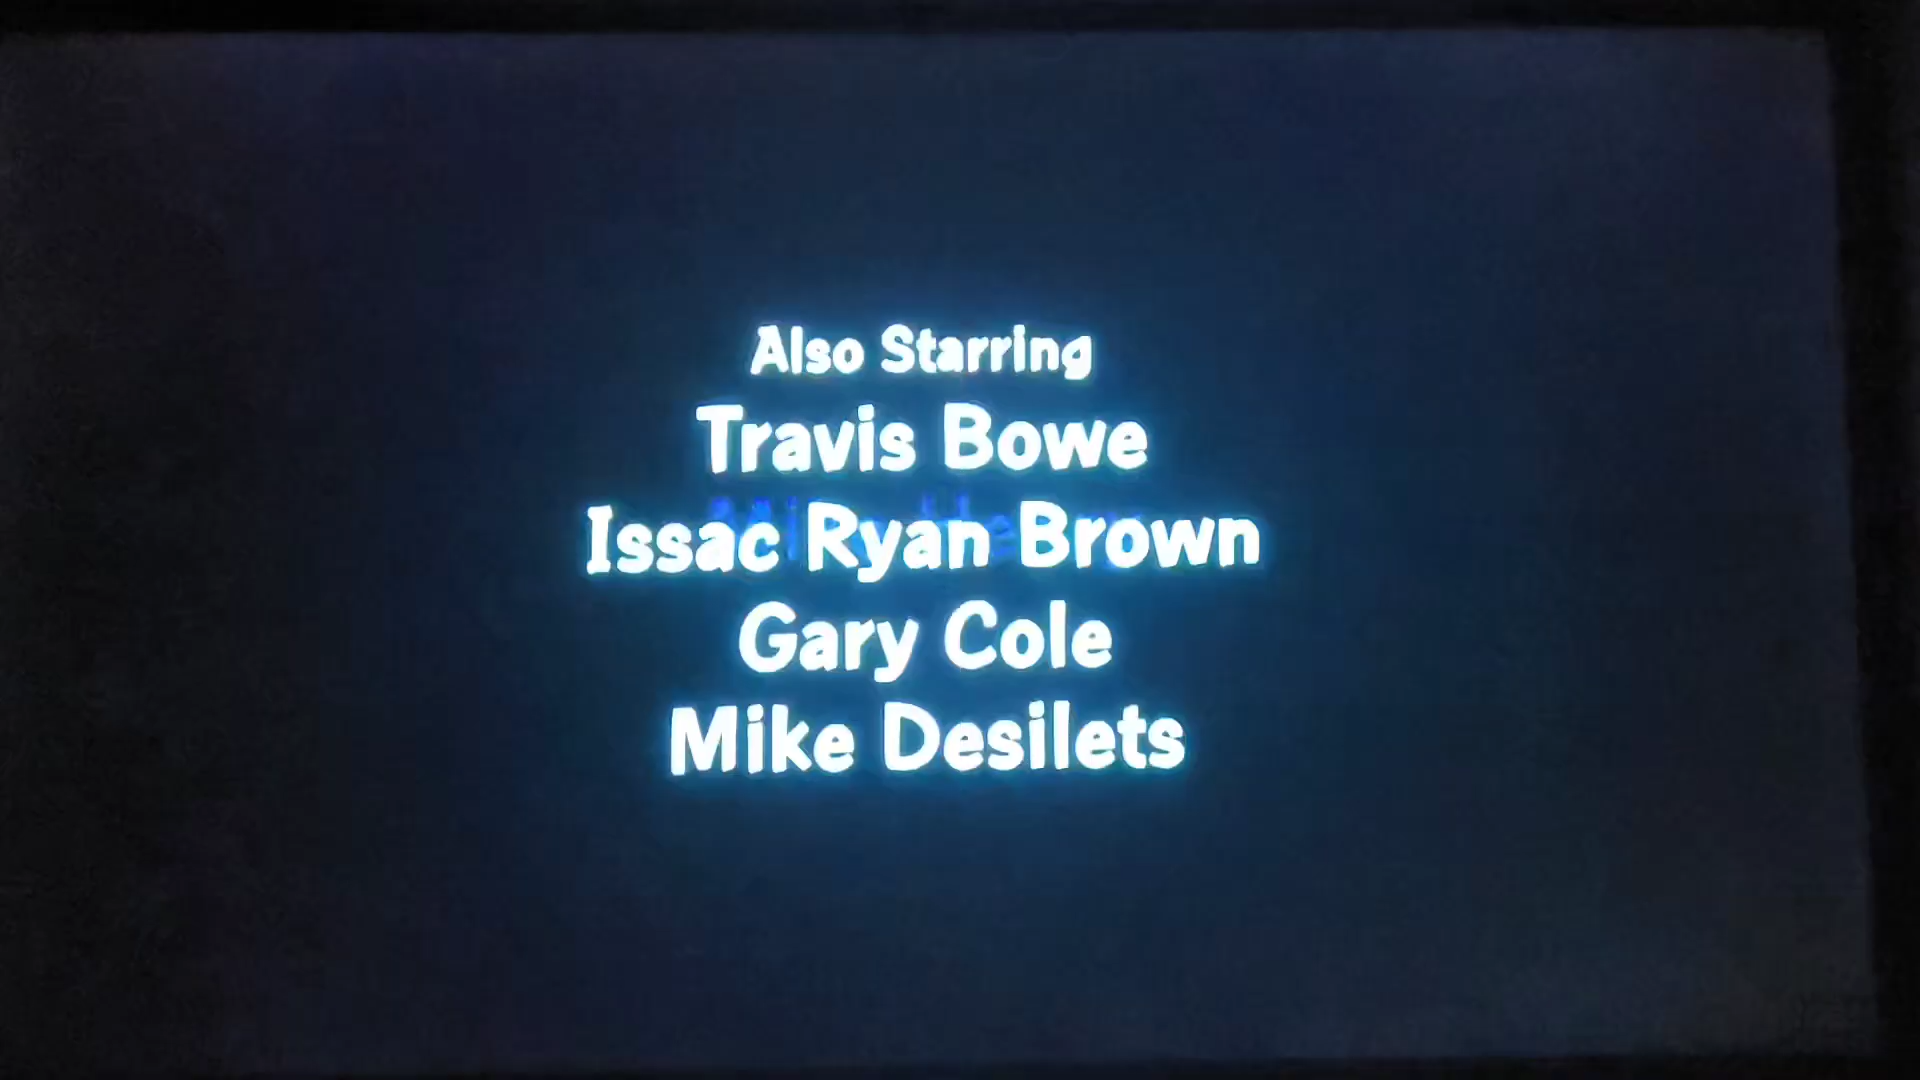 Also Starring
Travis Bowe
Issac Ryan Brown
Gary Cole
Mike Desilets